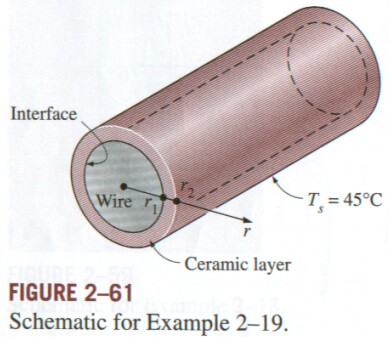 Interface
Wire r₁
r₂
r
Tₛ = 45°C
Ceramic layer
FIGURE 2–61
Schematic for Example 2–19.